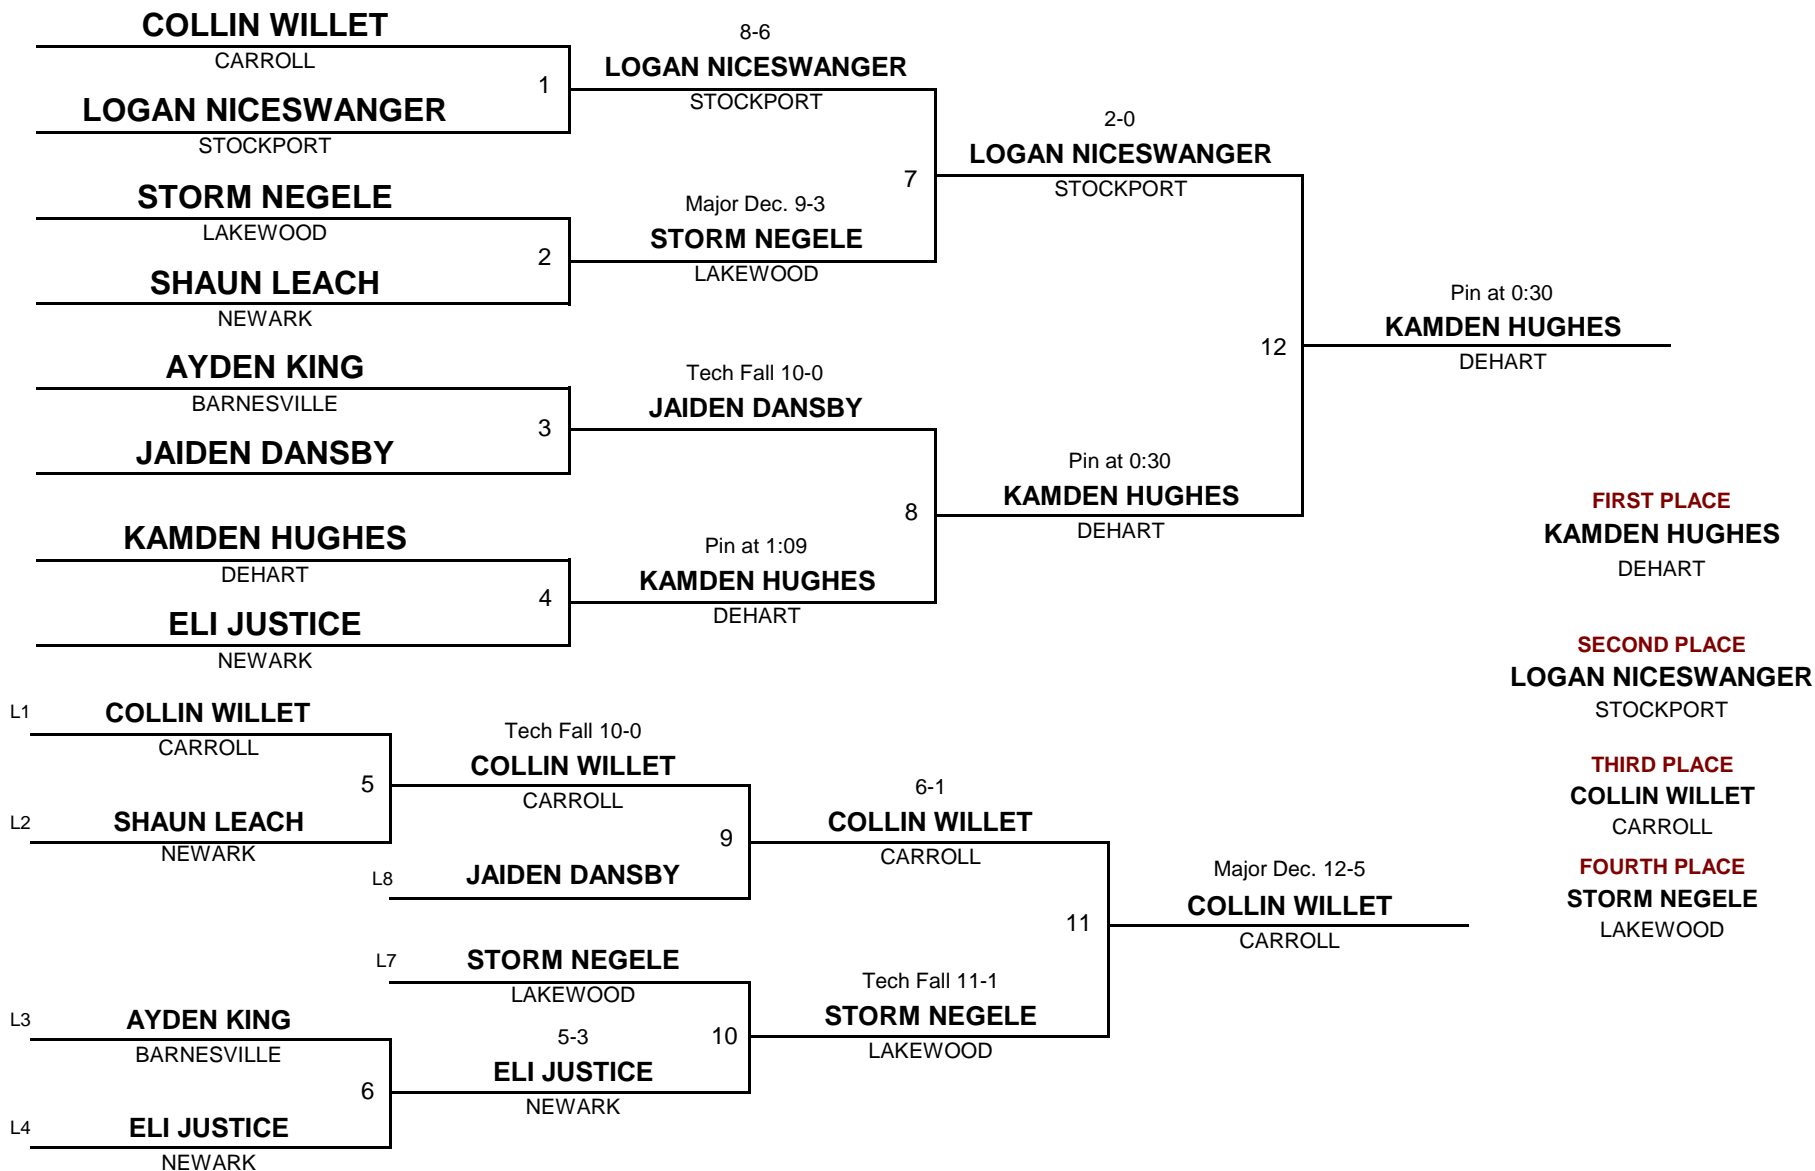 COLLIN WILLET
CARROLL
1
LOGAN NICESWANGER
STOCKPORT
8-6
LOGAN NICESWANGER
STOCKPORT
STORM NEGELE
LAKEWOOD
2
SHAUN LEACH
NEWARK
Major Dec. 9-3
STORM NEGELE
LAKEWOOD
7
2-0
LOGAN NICESWANGER
STOCKPORT
AYDEN KING
BARNESVILLE
3
JAIDEN DANSBY
Tech Fall 10-0
JAIDEN DANSBY
KAMDEN HUGHES
DEHART
4
ELI JUSTICE
NEWARK
Pin at 1:09
KAMDEN HUGHES
DEHART
8
Pin at 0:30
KAMDEN HUGHES
DEHART
12
Pin at 0:30
KAMDEN HUGHES
DEHART
FIRST PLACE
KAMDEN HUGHES
DEHART
SECOND PLACE
LOGAN NICESWANGER
STOCKPORT
THIRD PLACE
COLLIN WILLET
CARROLL
FOURTH PLACE
STORM NEGELE
LAKEWOOD
L1
COLLIN WILLET
CARROLL
5
L2
SHAUN LEACH
NEWARK
Tech Fall 10-0
COLLIN WILLET
CARROLL
9
L8
JAIDEN DANSBY
6-1
COLLIN WILLET
CARROLL
L7
STORM NEGELE
LAKEWOOD
10
L3
AYDEN KING
BARNESVILLE
6
L4
ELI JUSTICE
NEWARK
5-3
ELI JUSTICE
NEWARK
Tech Fall 11-1
STORM NEGELE
LAKEWOOD
11
Major Dec. 12-5
COLLIN WILLET
CARROLL